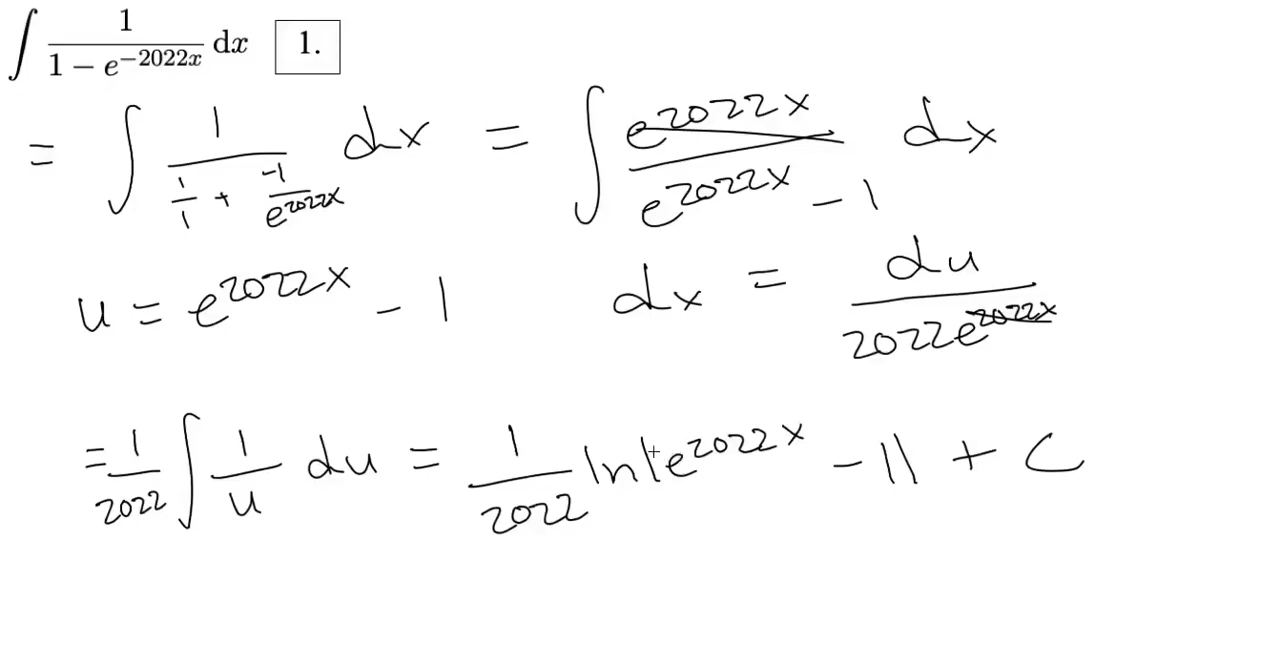 ∫ 1/(1 − e^{−2022x}) dx 1.
= ∫ 1/(1/1 + −1/e^{2022x}) dx = ∫ e^{2022x}/(e^{2022x} − 1) dx
u = e^{2022x} − 1 dx = du/(2022e^{2022x})
= 1/2022 ∫ 1/u du = 1/2022 ln|e^{2022x} − 1| + C